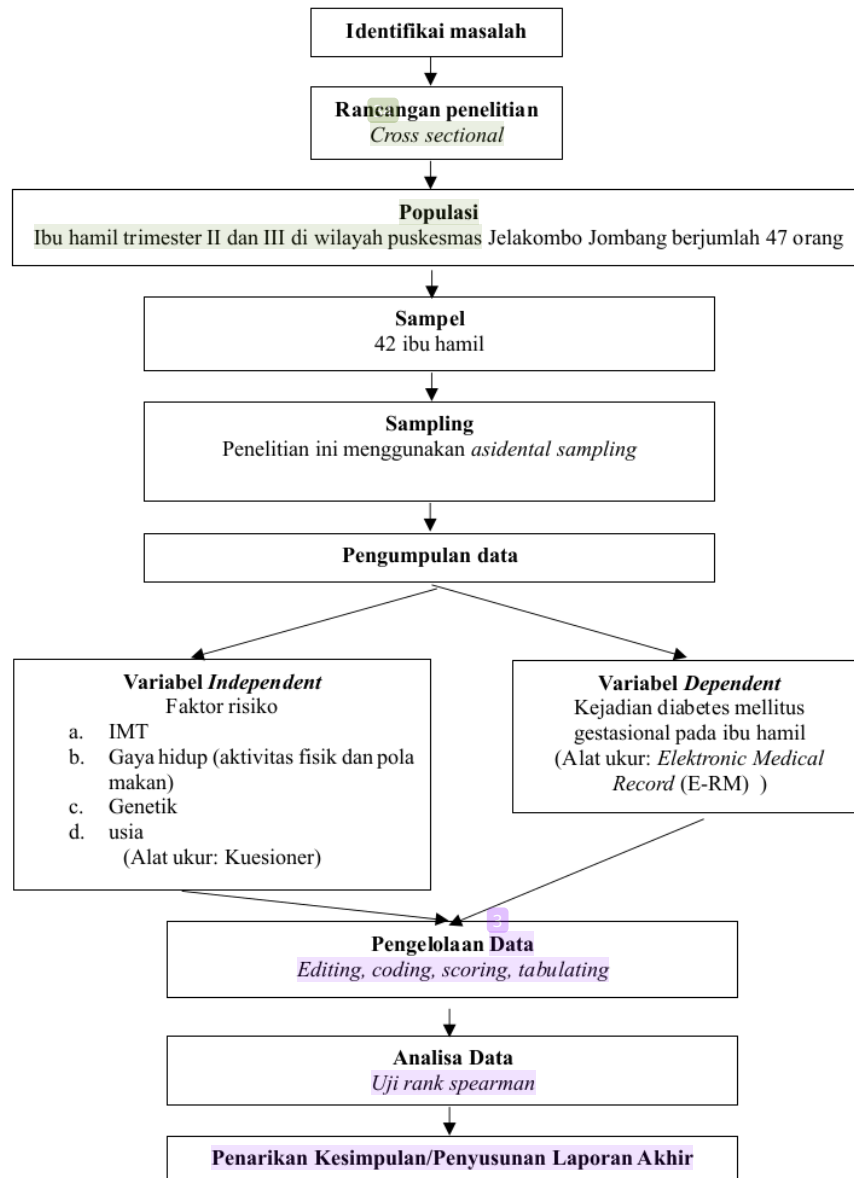 Identifikai masalah
Rancangan penelitian
Cross sectional
Populasi
Ibu hamil trimester II dan III di wilayah puskesmas Jelakombo Jombang berjumlah 47 orang
Sampel
42 ibu hamil
Sampling
Penelitian ini menggunakan asidental sampling
Pengumpulan data
Variabel Independent
Faktor risiko
a. IMT
b. Gaya hidup (aktivitas fisik dan pola
makan)
c. Genetik
d. usia
(Alat ukur: Kuesioner)
Variabel Dependent
Kejadian diabetes mellitus
gestasional pada ibu hamil
(Alat ukur: Elektronic Medical
Record (E-RM) )
3
Pengelolaan Data
Editing, coding, scoring, tabulating
Analisa Data
Uji rank spearman
Penarikan Kesimpulan/Penyusunan Laporan Akhir